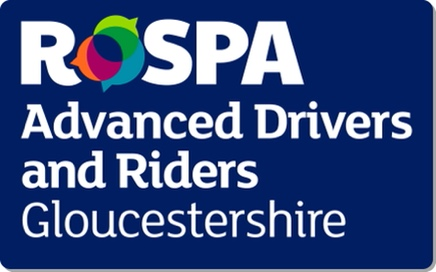 ROSPA
Advanced Drivers
and Riders
Gloucestershire